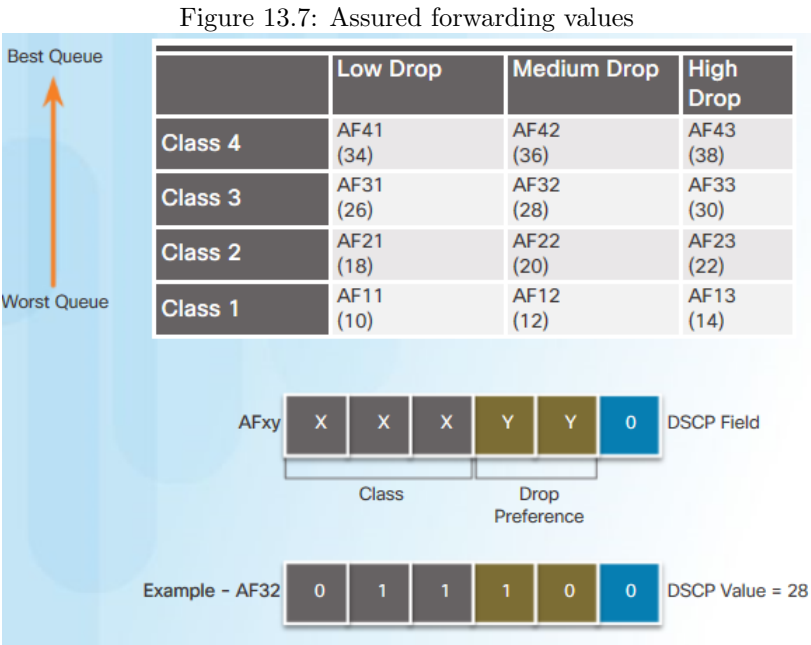 Figure 13.7: Assured forwarding values
Best Queue
Low Drop
Medium Drop
High
Drop
Class 4
AF41
(34)
AF42
(36)
AF43
(38)
Class 3
AF31
(26)
AF32
(28)
AF33
(30)
Class 2
AF21
(18)
AF22
(20)
AF23
(22)
Worst Queue
Class 1
AF11
(10)
AF12
(12)
AF13
(14)
AFxy X X X Y Y 0 DSCP Field
Class
Drop
Preference
Example - AF32 0 1 1 1 0 0 DSCP Value = 28